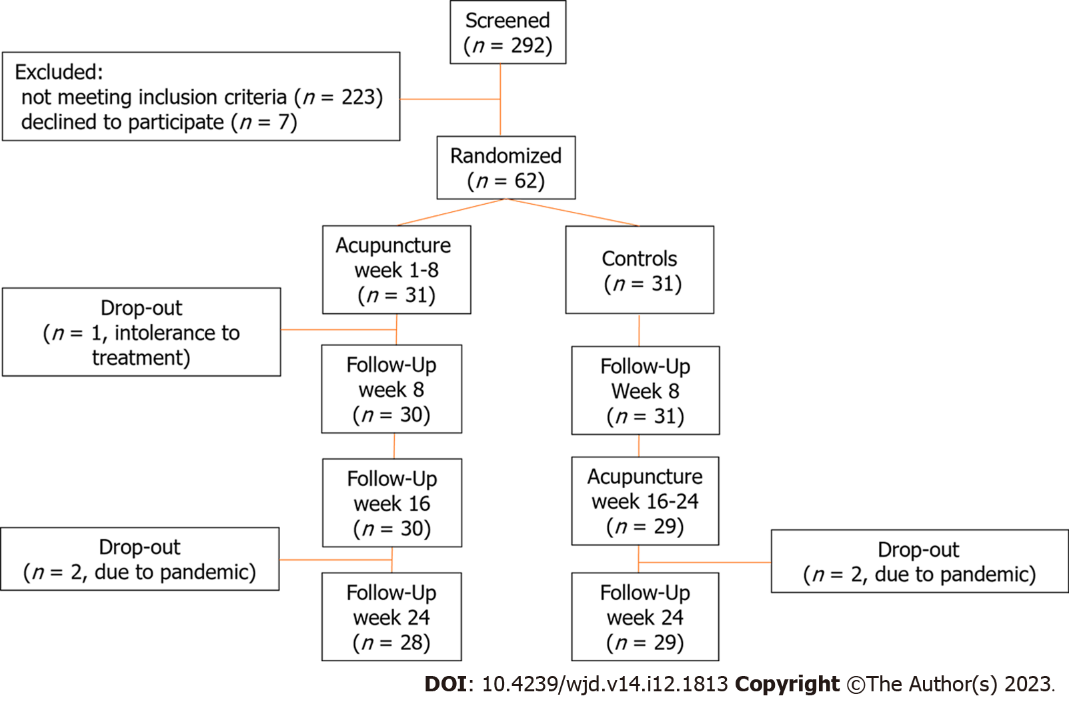 Screened
(n = 292)
Excluded:
not meeting inclusion criteria (n = 223)
declined to participate (n = 7)
Randomized
(n = 62)
Acupuncture
week 1-8
(n = 31)
Controls
(n = 31)
Drop-out
(n = 1, intolerance to
treatment)
Follow-Up
week 8
(n = 30)
Follow-Up
Week 8
(n = 31)
Follow-Up
week 16
(n = 30)
Acupuncture
week 16-24
(n = 29)
Drop-out
(n = 2, due to pandemic)
Drop-out
(n = 2, due to pandemic)
Follow-Up
week 24
(n = 28)
Follow-Up
week 24
(n = 29)
DOI: 10.4239/wjd.v14.i12.1813 Copyright ©The Author(s) 2023.